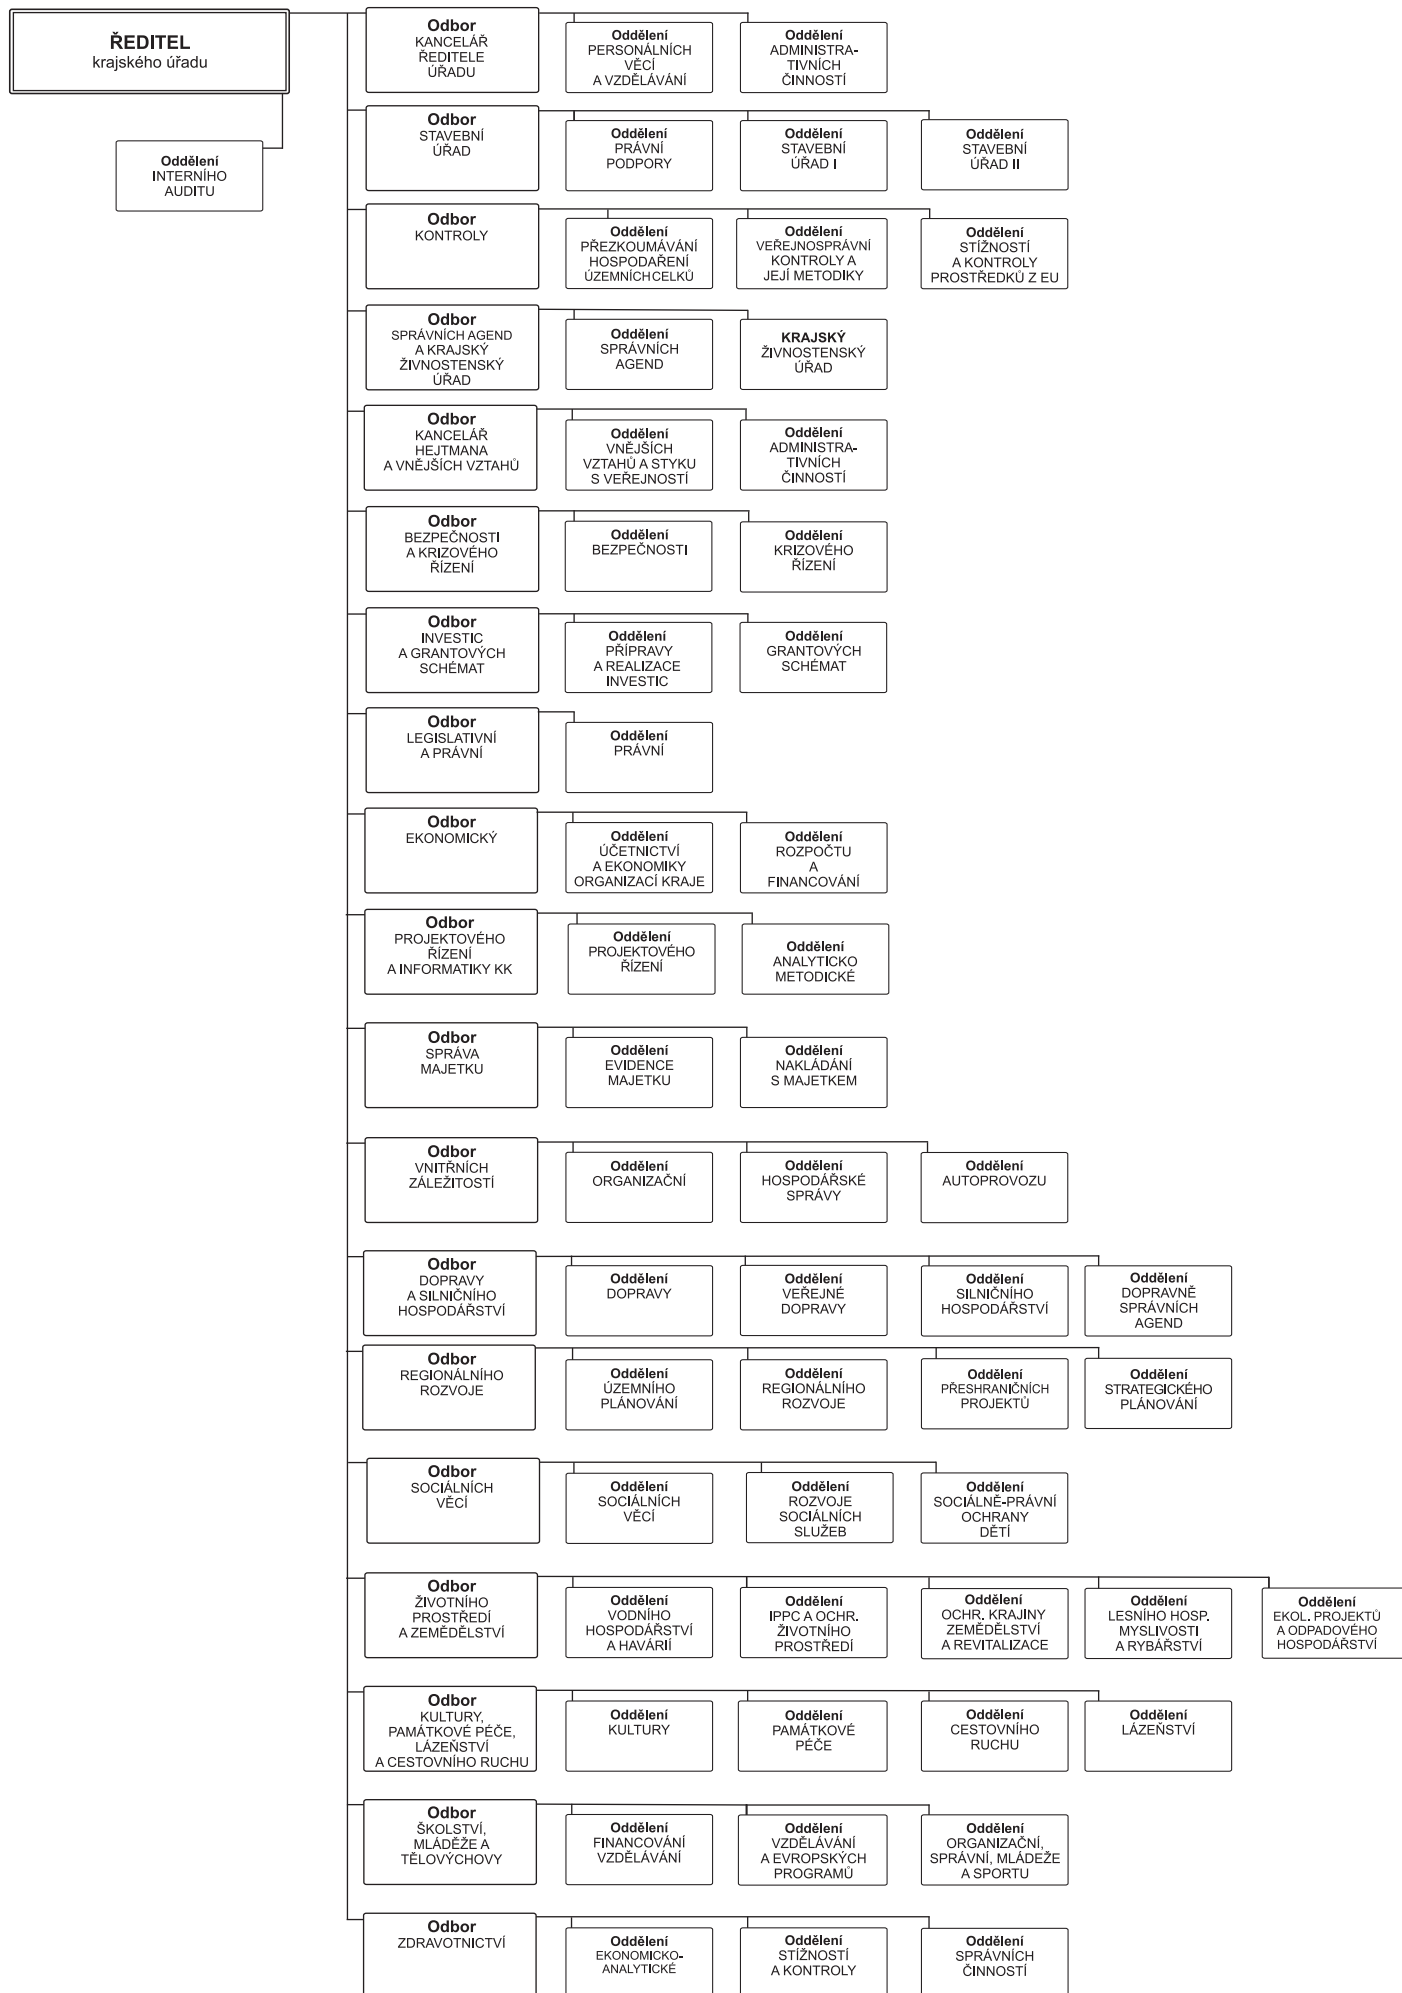 ŘEDITEL
krajského úřadu
Oddělení
INTERNÍHO
AUDITU
Odbor
KANCELÁŘ
ŘEDITELE
ÚŘADU
Oddělení
PERSONÁLNÍCH
VĚCÍ
A VZDĚLÁVÁNÍ
Oddělení
ADMINISTRA-
TIVNÍCH
ČINNOSTÍ
Odbor
STAVEBNÍ
ÚŘAD
Oddělení
PRÁVNÍ
PODPORY
Oddělení
STAVEBNÍ
ÚŘAD I
Oddělení
STAVEBNÍ
ÚŘAD II
Odbor
KONTROLY
Oddělení
PŘEZKOUMÁVÁNÍ
HOSPODAŘENÍ
ÚZEMNÍCH CELKŮ
Oddělení
VEŘEJNOSPRÁVNÍ
KONTROLY A
JEJÍ METODIKY
Oddělení
STÍŽNOSTÍ
A KONTROLY
PROSTŘEDKŮ Z EU
Odbor
SPRÁVNÍCH AGEND
A KRAJSKÝ
ŽIVNOSTENSKÝ
ÚŘAD
Oddělení
SPRÁVNÍCH
AGEND
KRAJSKÝ
ŽIVNOSTENSKÝ
ÚŘAD
Odbor
KANCELÁŘ
HEJTMANA
A VNĚJŠÍCH VZTAHŮ
Oddělení
VNĚJŠÍCH
VZTAHŮ A STYKU
S VEŘEJNOSTÍ
Oddělení
ADMINISTRA-
TIVNÍCH
ČINNOSTÍ
Odbor
BEZPEČNOSTI
A KRIZOVÉHO
ŘÍZENÍ
Oddělení
BEZPEČNOSTI
Oddělení
KRIZOVÉHO
ŘÍZENÍ
Odbor
INVESTIC
A GRANTOVÝCH
SCHÉMAT
Oddělení
PŘÍPRAVY
A REALIZACE
INVESTIC
Oddělení
GRANTOVÝCH
SCHÉMAT
Odbor
LEGISLATIVNÍ
A PRÁVNÍ
Oddělení
PRÁVNÍ
Odbor
EKONOMICKÝ
Oddělení
ÚČETNICTVÍ
A EKONOMIKY
ORGANIZACÍ KRAJE
Oddělení
ROZPOČTU
A
FINANCOVÁNÍ
Odbor
PROJEKTOVÉHO
ŘÍZENÍ
A INFORMATIKY KK
Oddělení
PROJEKTOVÉHO
ŘÍZENÍ
Oddělení
ANALYTICKO
METODICKÉ
Odbor
SPRÁVA
MAJETKU
Oddělení
EVIDENCE
MAJETKU
Oddělení
NAKLÁDÁNÍ
S MAJETKEM
Odbor
VNITŘNÍCH
ZÁLEŽITOSTÍ
Oddělení
ORGANIZAČNÍ
Oddělení
HOSPODÁŘSKÉ
SPRÁVY
Oddělení
AUTOPROVOZU
Odbor
DOPRAVY
A SILNIČNÍHO
HOSPODÁŘSTVÍ
Oddělení
DOPRAVY
Oddělení
VEŘEJNÉ
DOPRAVY
Oddělení
SILNIČNÍHO
HOSPODÁŘSTVÍ
Oddělení
DOPRAVNĚ
SPRÁVNÍCH
AGEND
Odbor
REGIONÁLNÍHO
ROZVOJE
Oddělení
ÚZEMNÍHO
PLÁNOVÁNÍ
Oddělení
REGIONÁLNÍHO
ROZVOJE
Oddělení
PŘESHRANIČNÍCH
PROJEKTŮ
Oddělení
STRATEGICKÉHO
PLÁNOVÁNÍ
Odbor
SOCIÁLNÍCH
VĚCÍ
Oddělení
SOCIÁLNÍCH
VĚCÍ
Oddělení
ROZVOJE
SOCIÁLNÍCH
SLUŽEB
Oddělení
SOCIÁLNĚ-PRÁVNÍ
OCHRANY
DĚTÍ
Odbor
ŽIVOTNÍHO
PROSTŘEDÍ
A ZEMĚDĚLSTVÍ
Oddělení
VODNÍHO
HOSPODÁŘSTVÍ
A HAVÁRIÍ
Oddělení
IPPC A OCHR.
ŽIVOTNÍHO
PROSTŘEDÍ
Oddělení
OCHR. KRAJINY
ZEMĚDĚLSTVÍ
A REVITALIZACE
Oddělení
LESNÍHO HOSP.
MYSLIVOSTI
A RYBÁŘSTVÍ
Oddělení
EKOL. PROJEKTŮ
A ODPADOVÉHO
HOSPODÁŘSTVÍ
Odbor
KULTURY,
PAMÁTKOVÉ PÉČE,
LÁZEŇSTVÍ
A CESTOVNÍHO RUCHU
Oddělení
KULTURY
Oddělení
PAMÁTKOVÉ
PÉČE
Oddělení
CESTOVNÍHO
RUCHU
Oddělení
LÁZEŇSTVÍ
Odbor
ŠKOLSTVÍ,
MLÁDĚŽE A
TĚLOVÝCHOVY
Oddělení
FINANCOVÁNÍ
VZDĚLÁVÁNÍ
Oddělení
VZDĚLÁVÁNÍ
A EVROPSKÝCH
PROGRAMŮ
Oddělení
ORGANIZAČNÍ,
SPRÁVNÍ, MLÁDEŽE
A SPORTU
Odbor
ZDRAVOTNICTVÍ
Oddělení
EKONOMICKO-
ANALYTICKÉ
Oddělení
STÍŽNOSTÍ
A KONTROLY
Oddělení
SPRÁVNÍCH
ČINNOSTÍ